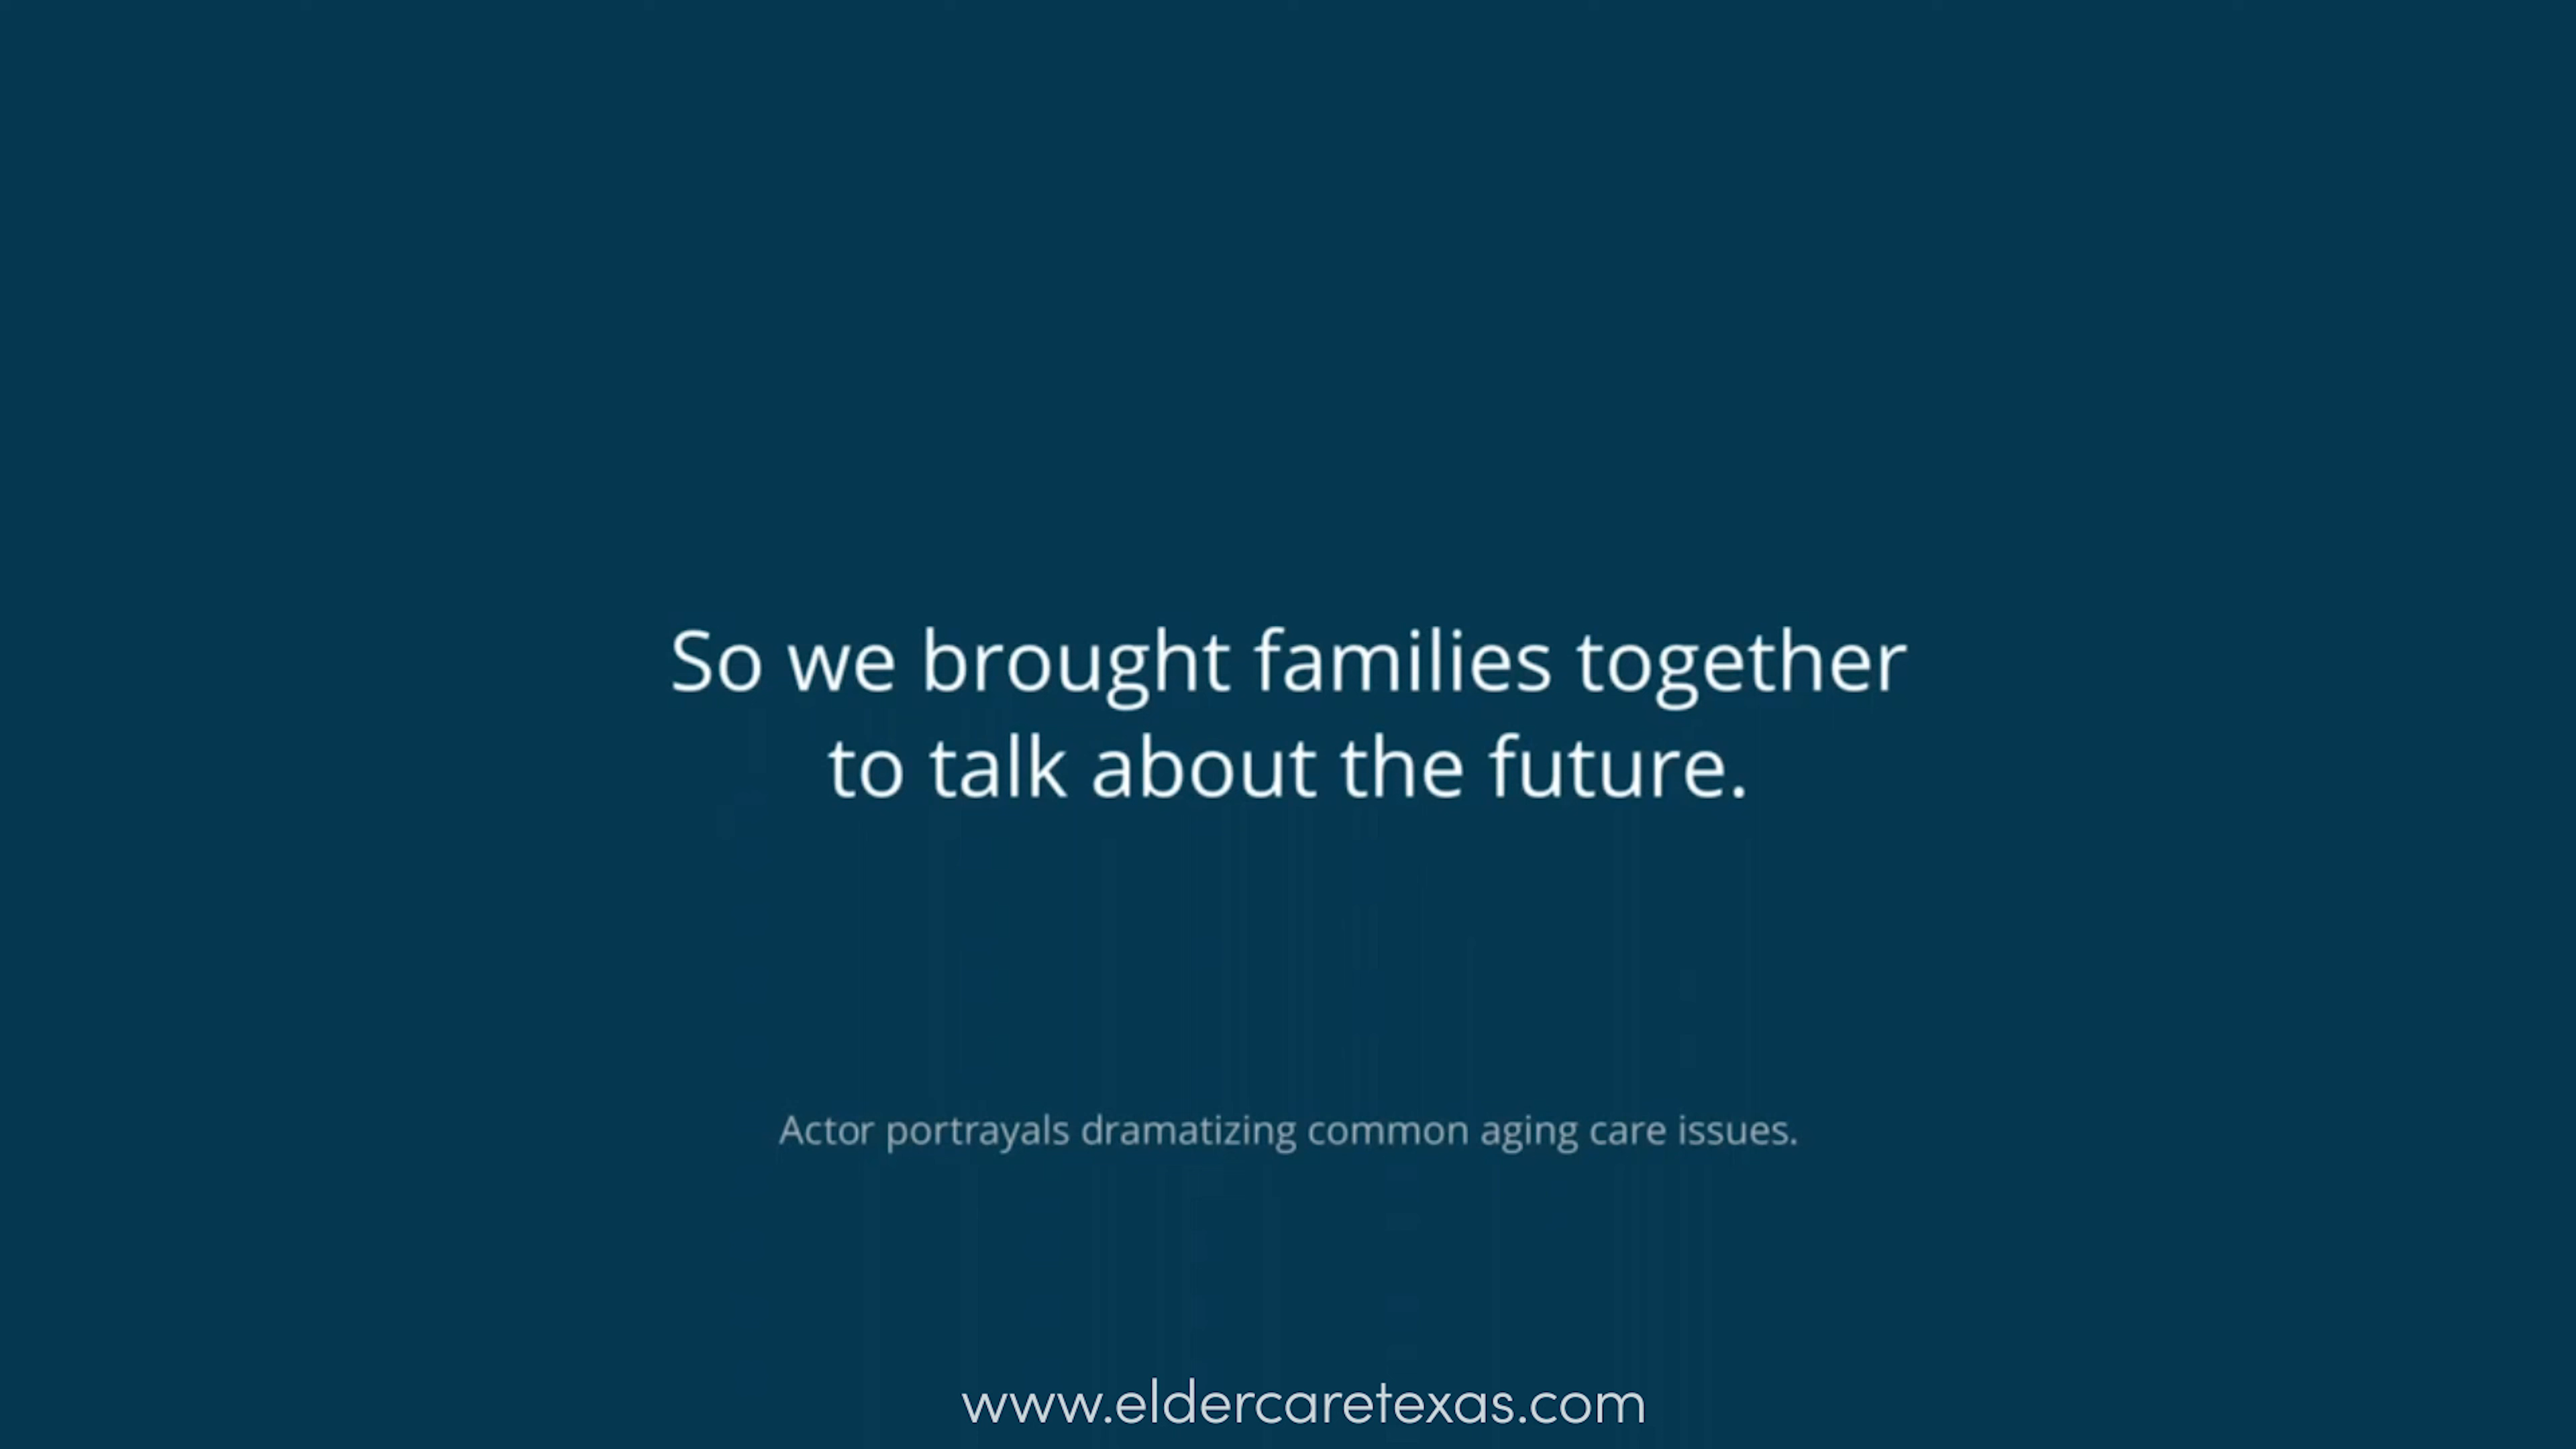 So we brought families together
to talk about the future.
Actor portrayals dramatizing common aging care issues.
www.eldercaretexas.com